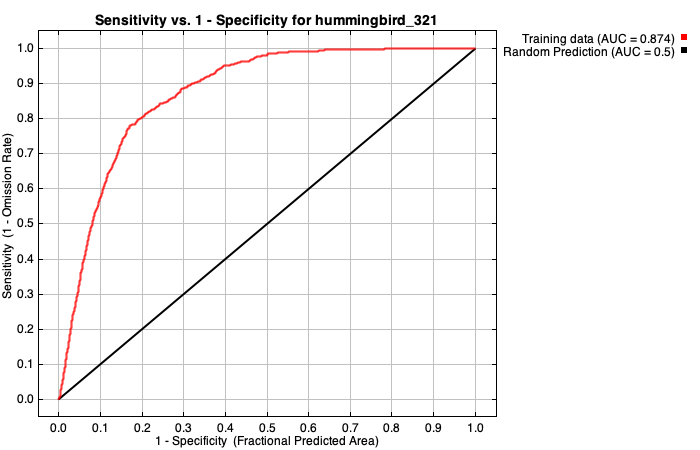 Sensitivity vs. 1 - Specificity for hummingbird_321
Training data (AUC = 0.874)
Random Prediction (AUC = 0.5)
Sensitivity (1 - Omission Rate)
1.0
0.9
0.8
0.7
0.6
0.5
0.4
0.3
0.2
0.1
0.0
0.0 0.1 0.2 0.3 0.4 0.5 0.6 0.7 0.8 0.9 1.0
1 - Specificity (Fractional Predicted Area)